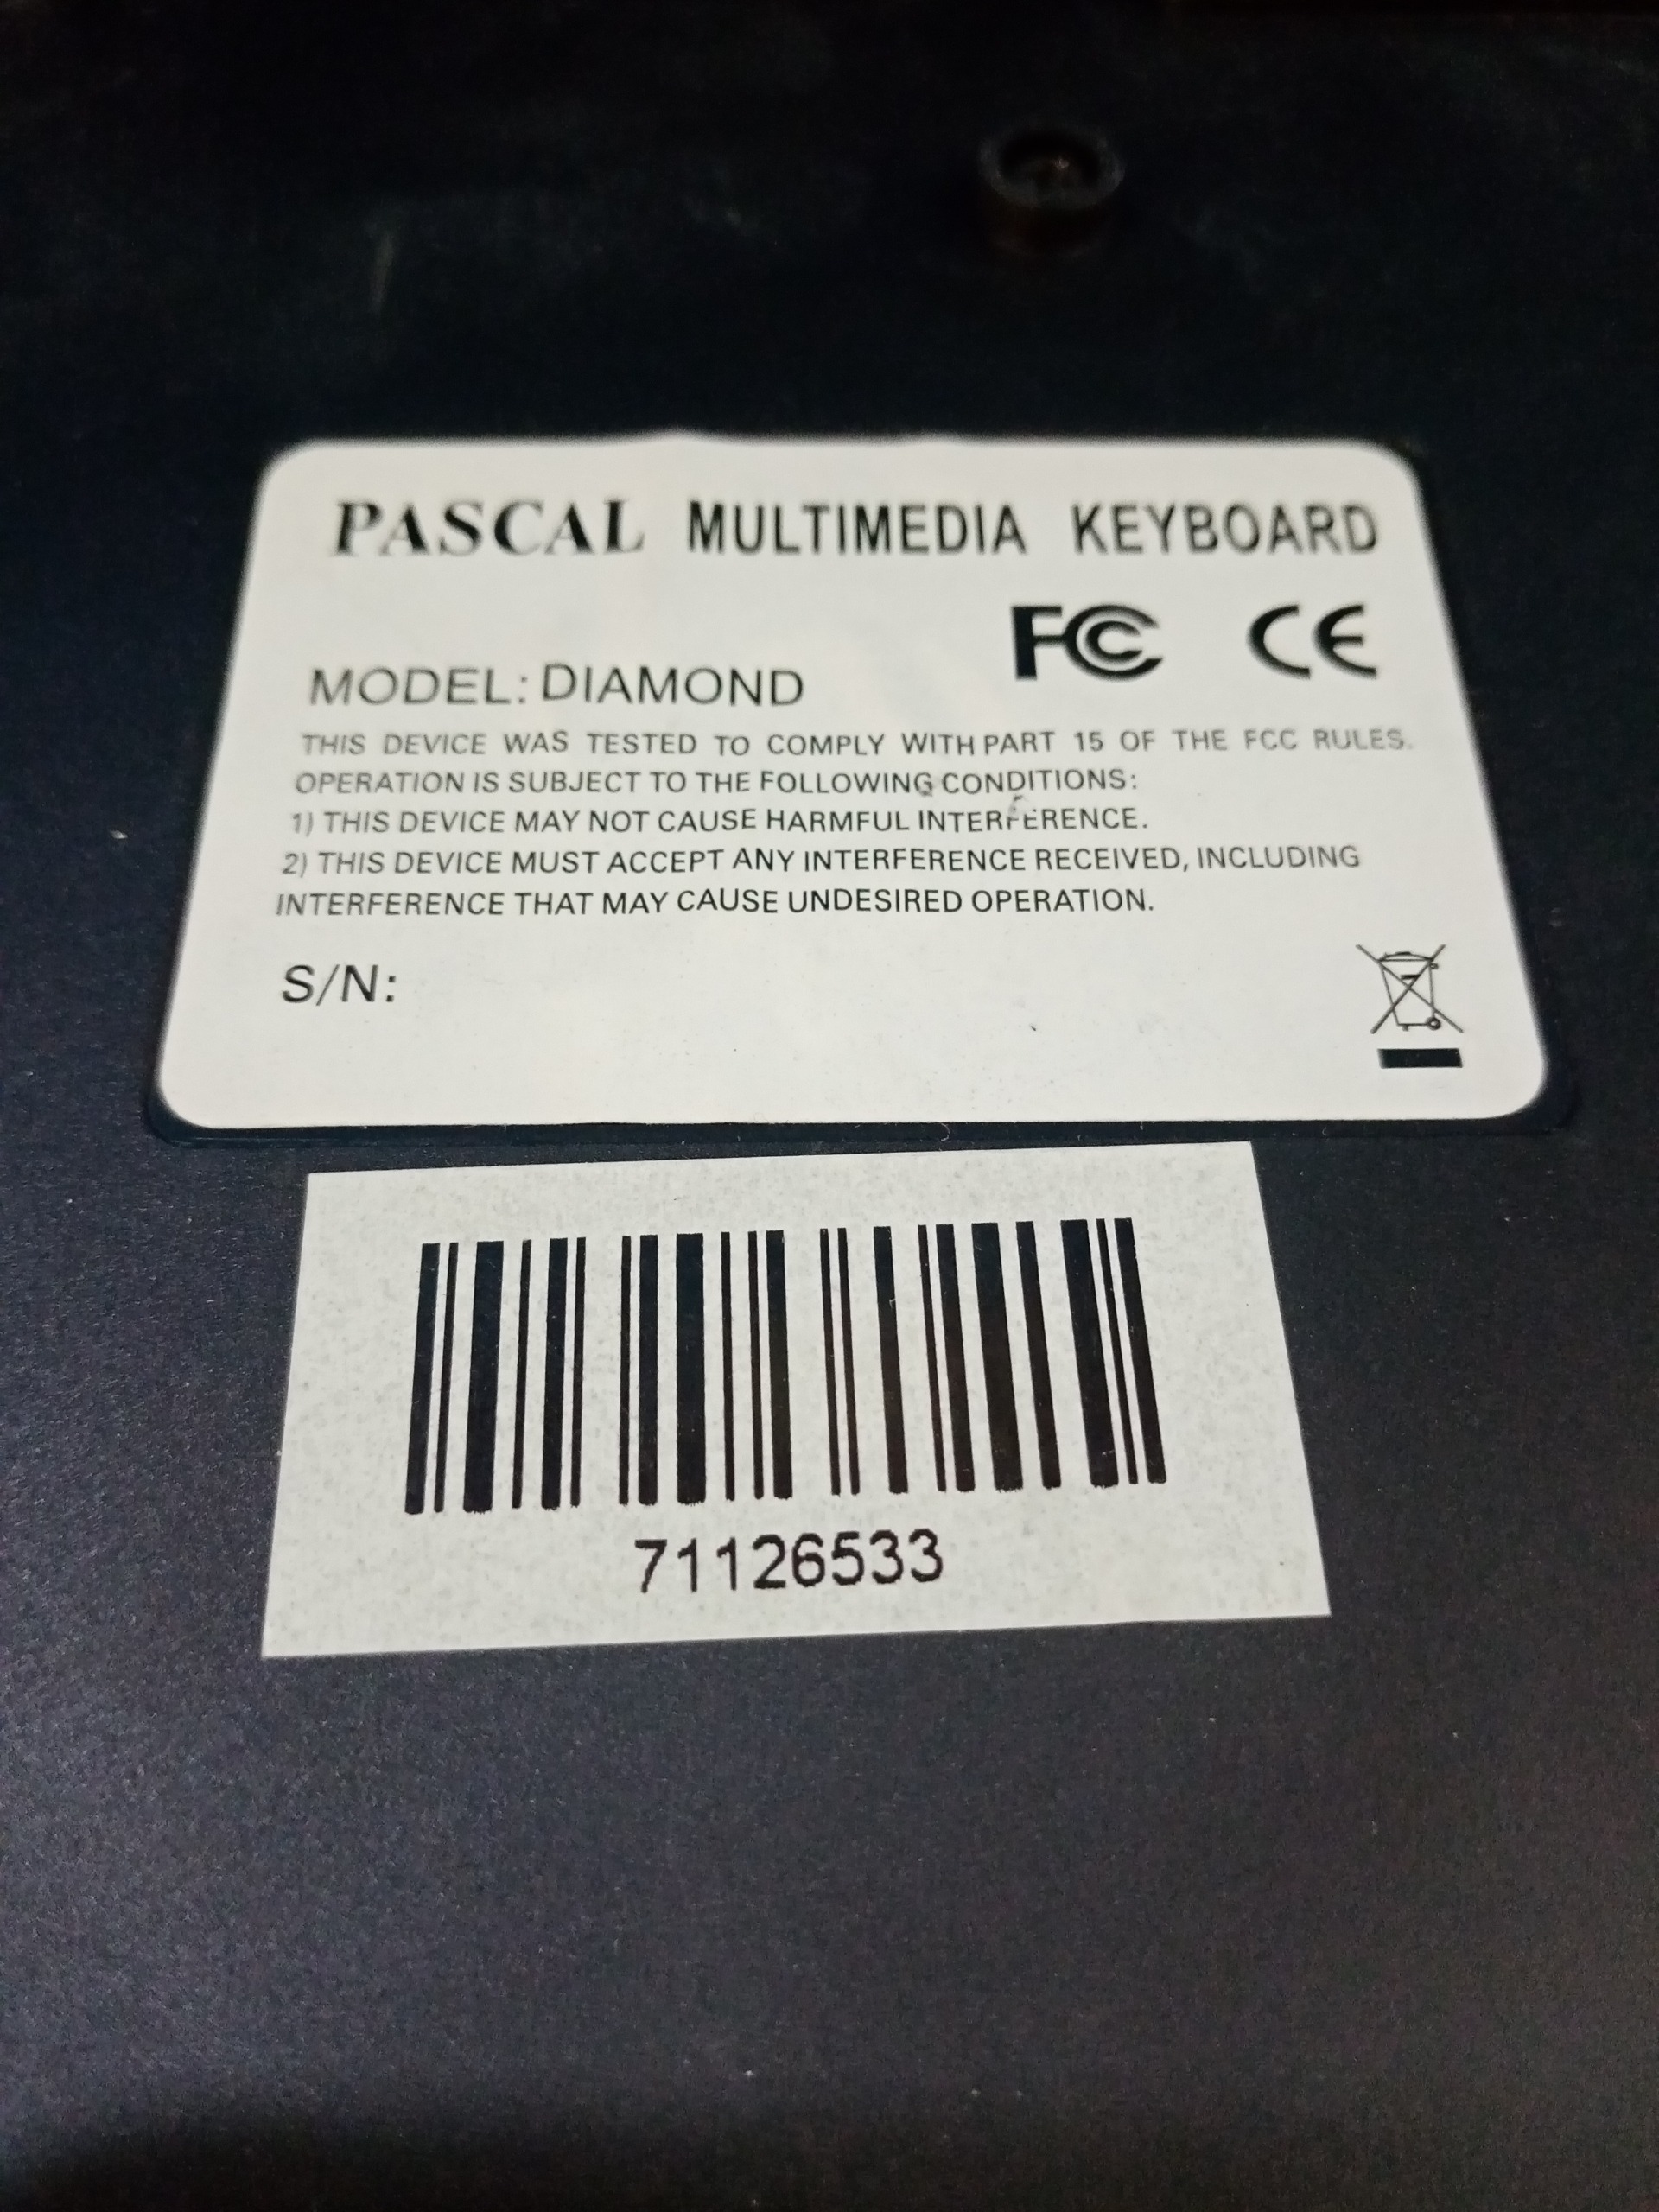 PASCAL MULTIMEDIA KEYBOARD
FC CE
MODEL: DIAMOND
THIS DEVICE WAS TESTED TO COMPLY WITH PART 15 OF THE FCC RULES.
OPERATION IS SUBJECT TO THE FOLLOWING CONDITIONS:
1) THIS DEVICE MAY NOT CAUSE HARMFUL INTERFERENCE.
2) THIS DEVICE MUST ACCEPT ANY INTERFERENCE RECEIVED, INCLUDING
INTERFERENCE THAT MAY CAUSE UNDESIRED OPERATION.
S/N:
71126533